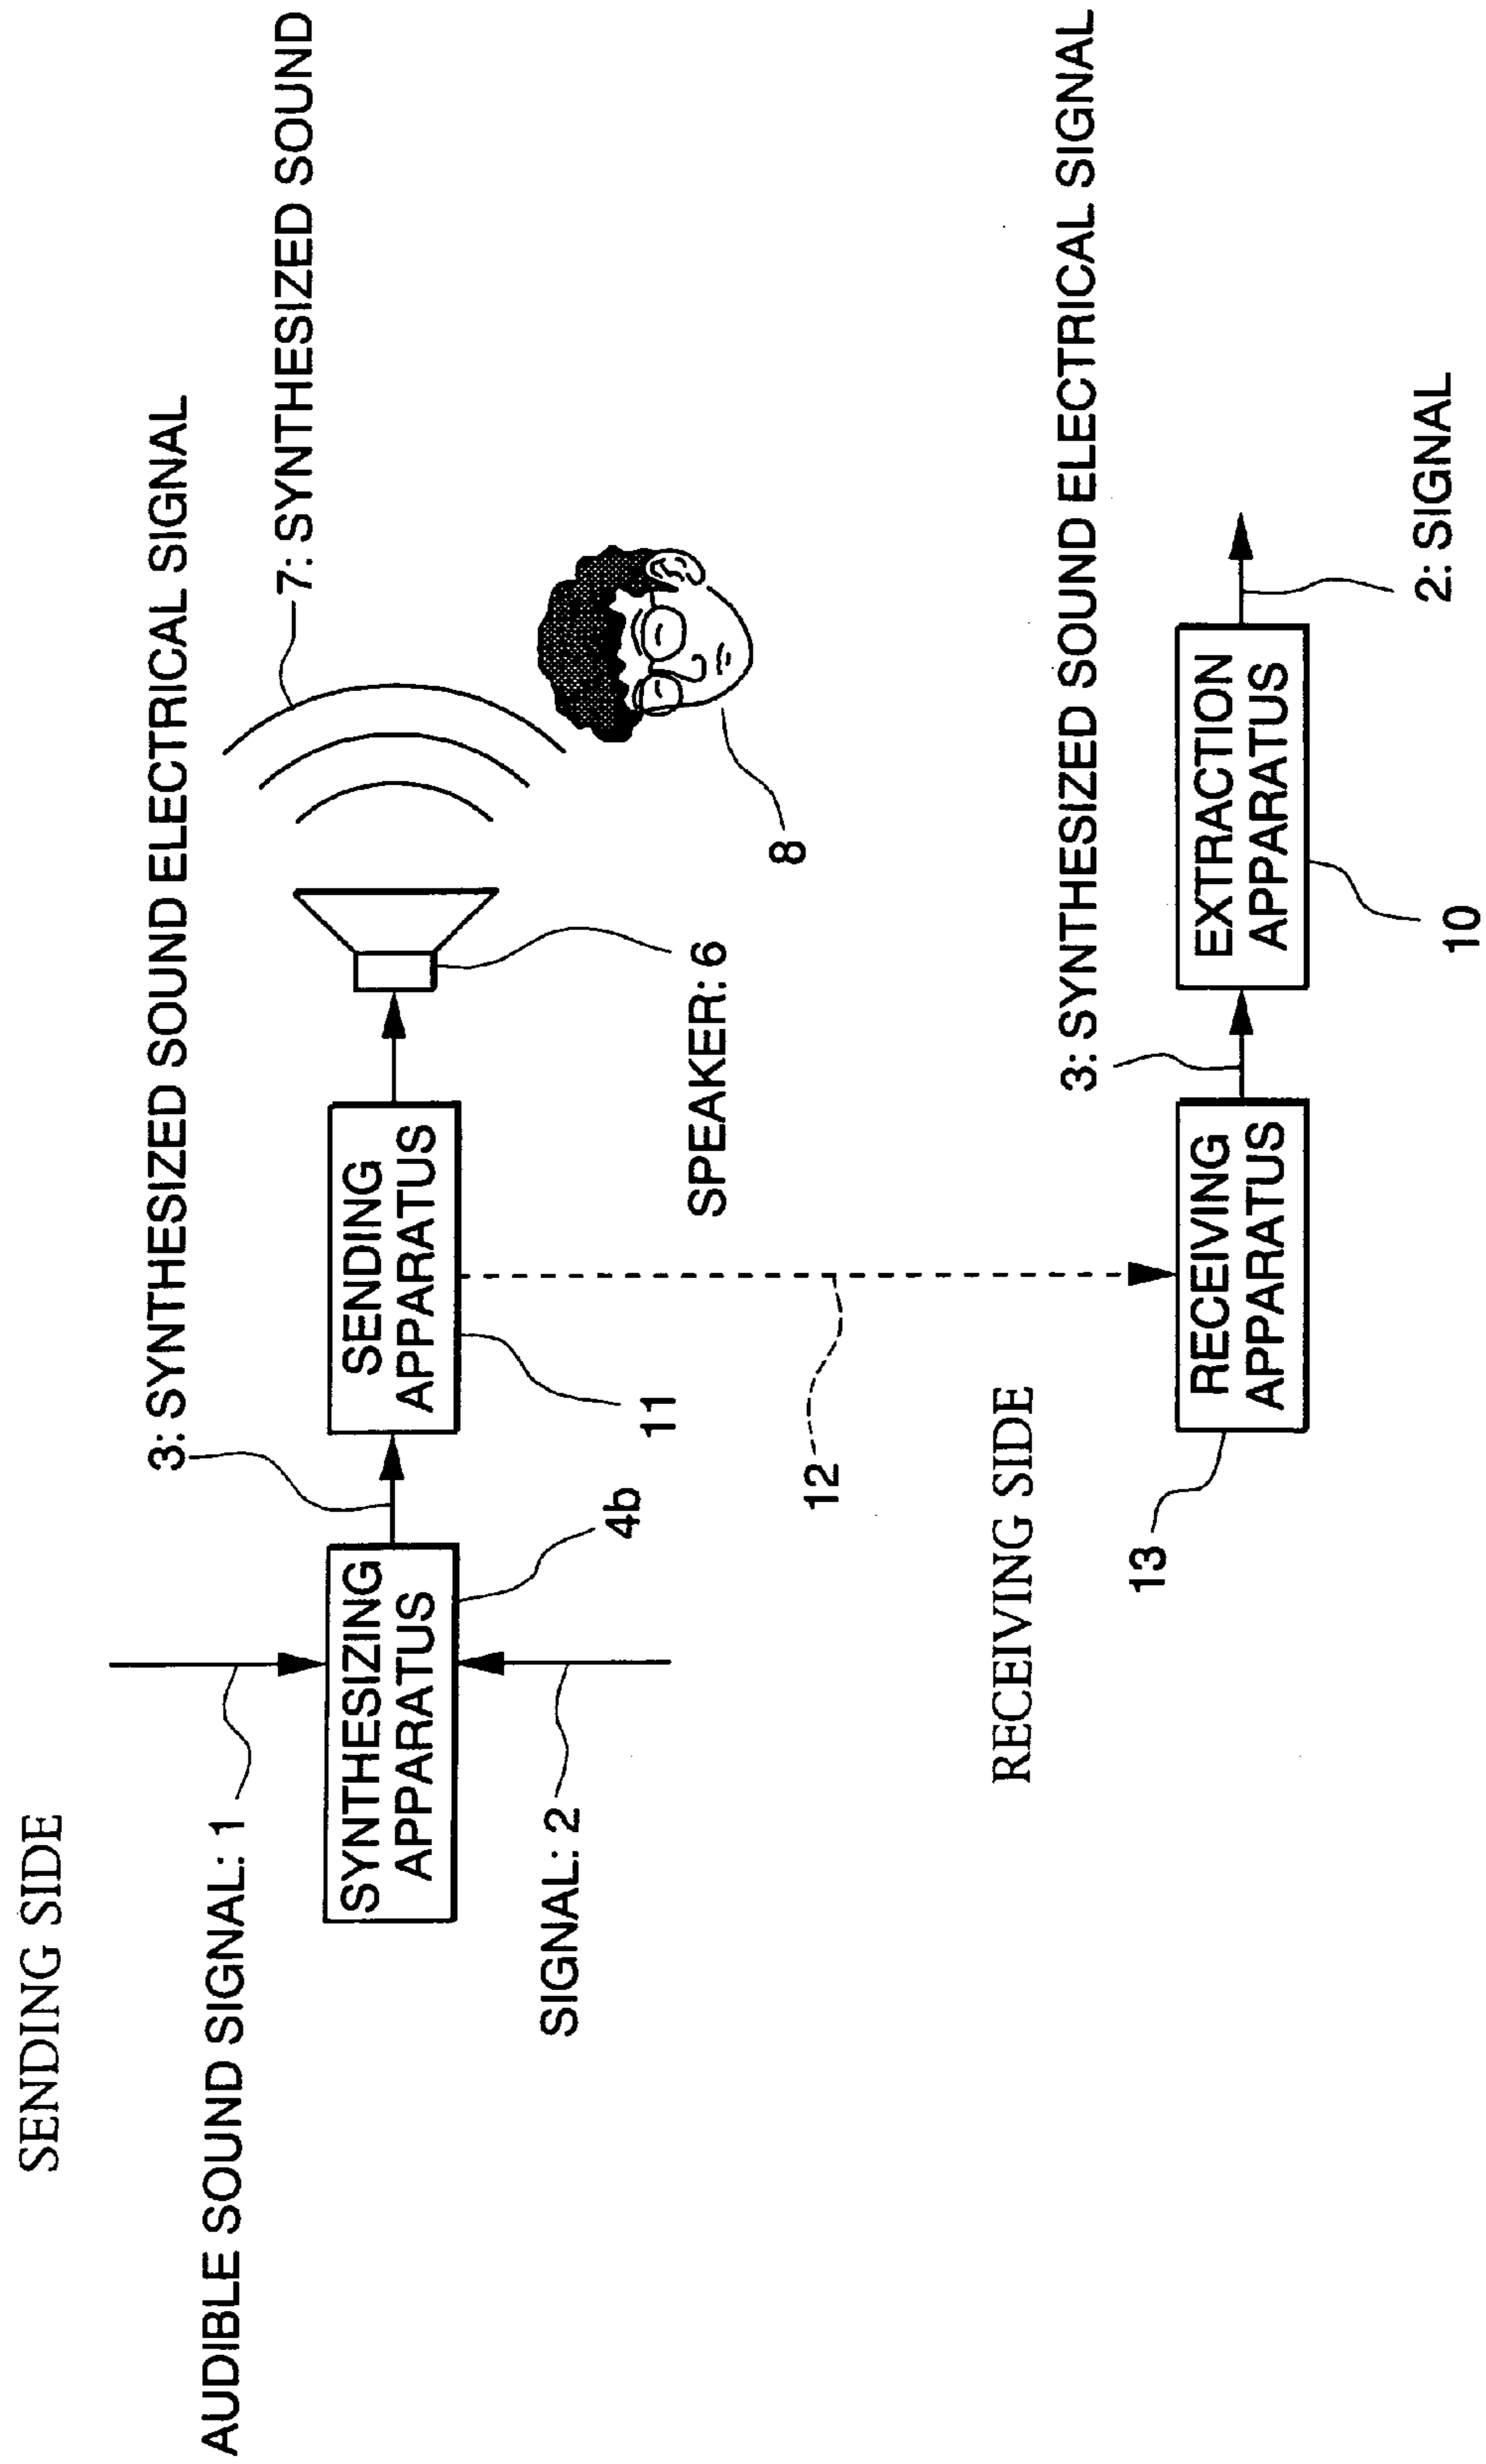 SENDING SIDE
3: SYNTHESIZED SOUND ELECTRICAL SIGNAL
AUDIBLE SOUND SIGNAL: 1
7: SYNTHESIZED SOUND
SYNTHESIZING
APPARATUS
SENDING
APPARATUS
4b
11
SIGNAL: 2
SPEAKER: 6
8
12
RECEIVING SIDE
3: SYNTHESIZED SOUND ELECTRICAL SIGNAL
13
RECEIVING
APPARATUS
EXTRACTION
APPARATUS
10
2: SIGNAL